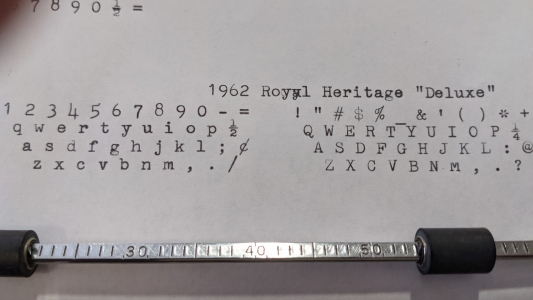 7 8 9 0 ½ =
1962 Royal Heritage "Deluxe"
1 2 3 4 5 6 7 8 9 0 - = ! " # $ % _ & ' ( ) * +
q w e r t y u i o p ½ Q W E R T Y U I O P ¼
a s d f g h j k l ; ¢ A S D F G H J K L : @
z x c v b n m , . / Z X C V B N M , . ?
30 40 50